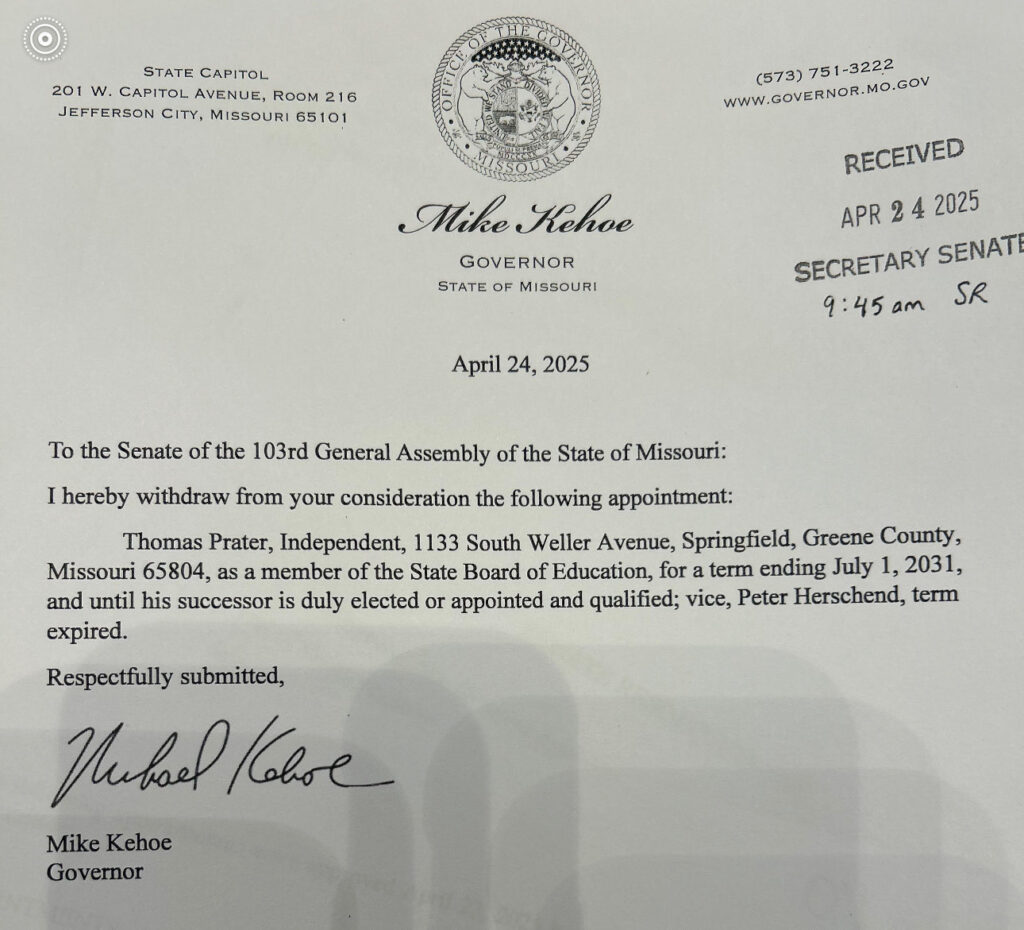 STATE CAPITOL
201 W. CAPITOL AVENUE, ROOM 216
JEFFERSON CITY, MISSOURI 65101
OFFICE OF THE GOVERNOR
MISSOURI
(573) 751-3222
WWW.GOVERNOR.MO.GOV
RECEIVED
APR 24 2025
SECRETARY SENATE
9:45 am SR
Mike Kehoe
GOVERNOR
STATE OF MISSOURI
April 24, 2025
To the Senate of the 103rd General Assembly of the State of Missouri:
I hereby withdraw from your consideration the following appointment:
Thomas Prater, Independent, 1133 South Weller Avenue, Springfield, Greene County,
Missouri 65804, as a member of the State Board of Education, for a term ending July 1, 2031,
and until his successor is duly elected or appointed and qualified; vice, Peter Herschend, term
expired.
Respectfully submitted,
Michael Kehoe
Mike Kehoe
Governor